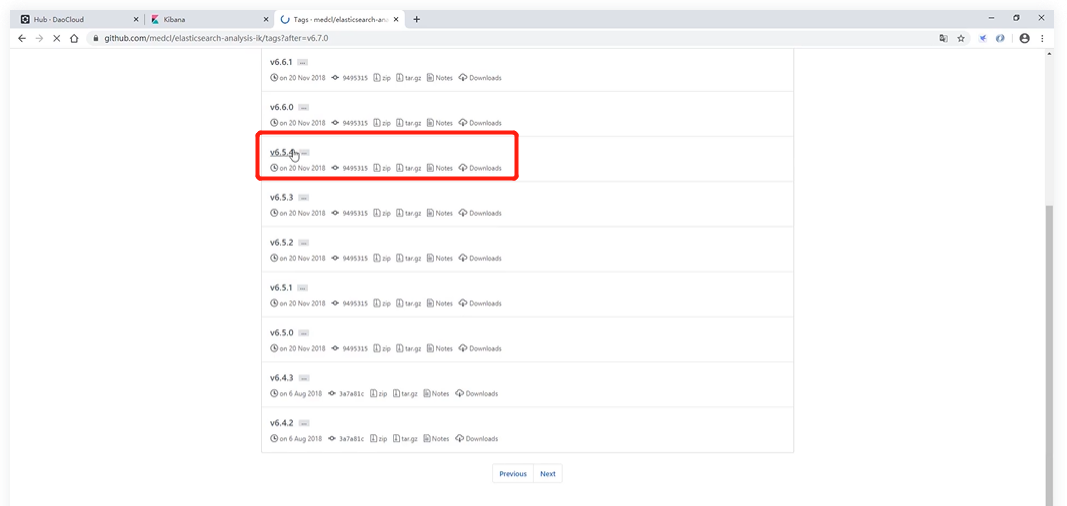 Hub - DaoCloud
Kibana
Tags · medcl/elasticsearch-ana
github.com/medcl/elasticsearch-analysis-ik/tags?after=v6.7.0
v6.6.1 ...
on 20 Nov 2018 9495315 zip tar.gz Notes Downloads
v6.6.0 ...
on 20 Nov 2018 9495315 zip tar.gz Notes Downloads
v6.5.4 ...
on 20 Nov 2018 9495315 zip tar.gz Notes Downloads
v6.5.3 ...
on 20 Nov 2018 9495315 zip tar.gz Notes Downloads
v6.5.2 ...
on 20 Nov 2018 9495315 zip tar.gz Notes Downloads
v6.5.1 ...
on 20 Nov 2018 9495315 zip tar.gz Notes Downloads
v6.5.0 ...
on 20 Nov 2018 9495315 zip tar.gz Notes Downloads
v6.4.3 ...
on 6 Aug 2018 3a7a81c zip tar.gz Notes Downloads
v6.4.2 ...
on 6 Aug 2018 3a7a81c zip tar.gz Notes Downloads
Previous Next